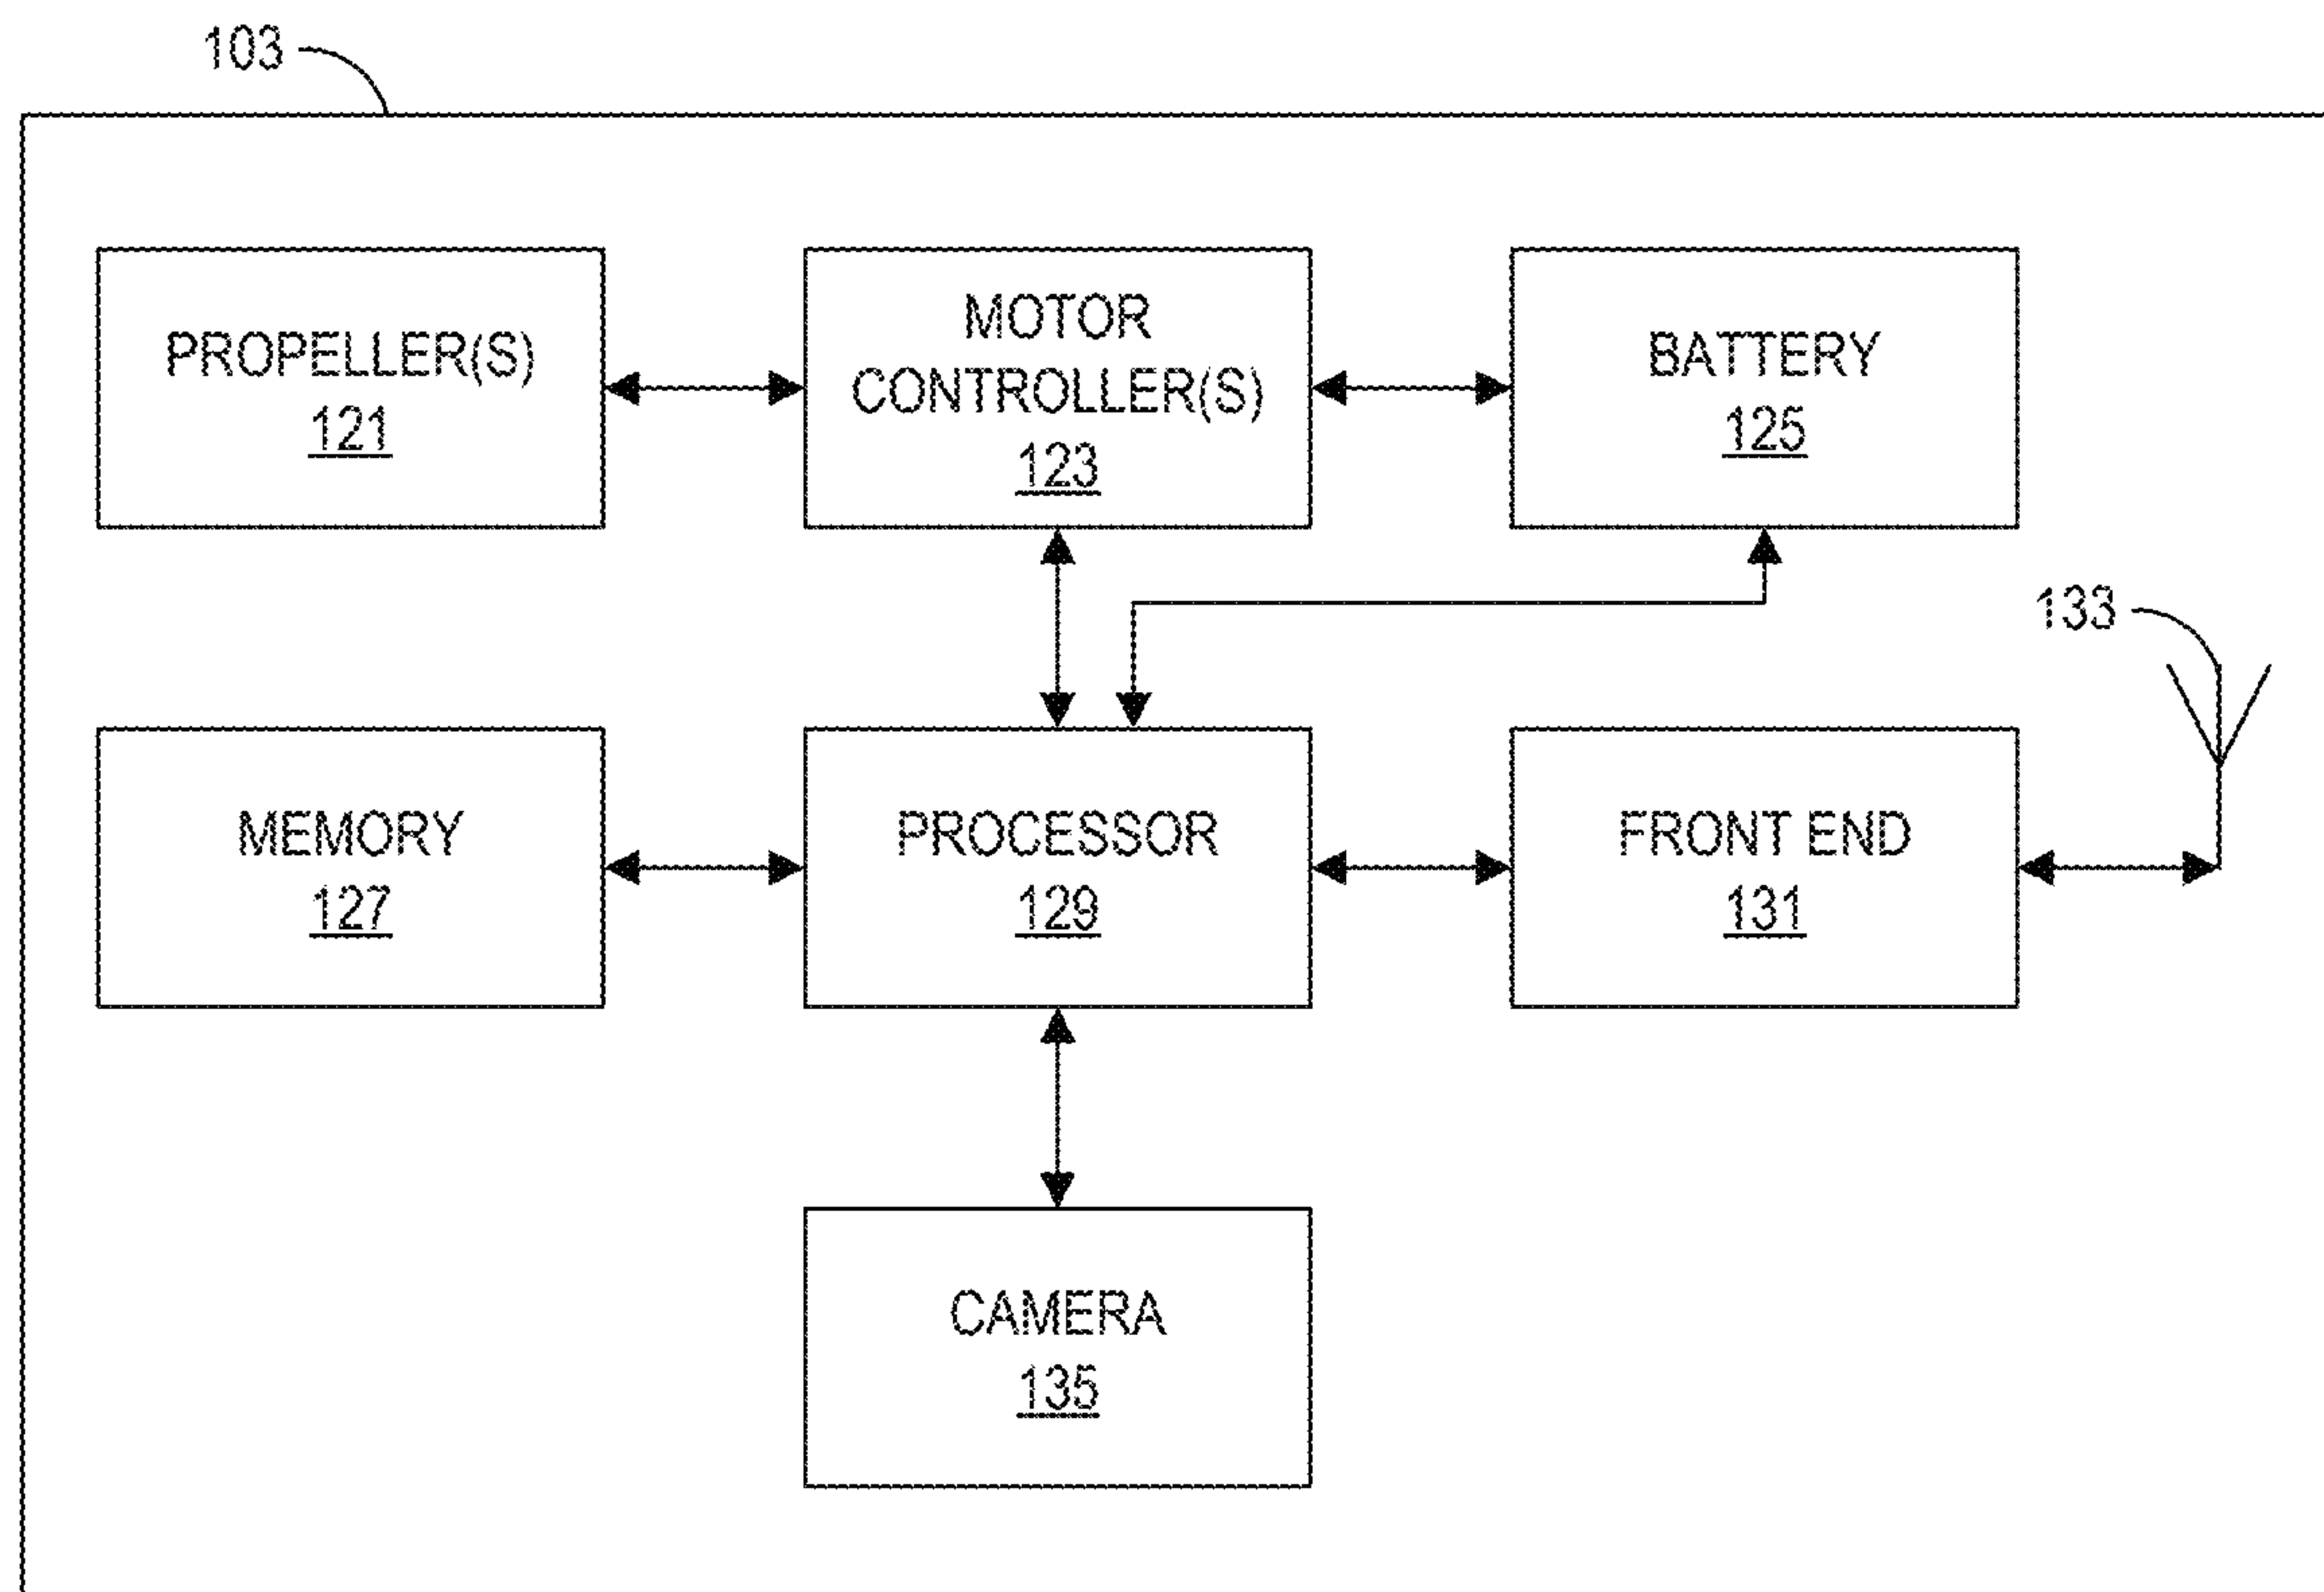 103
PROPELLER(S)
121
MOTOR
CONTROLLER(S)
123
BATTERY
125
133
MEMORY
127
PROCESSOR
129
FRONT END
131
CAMERA
135